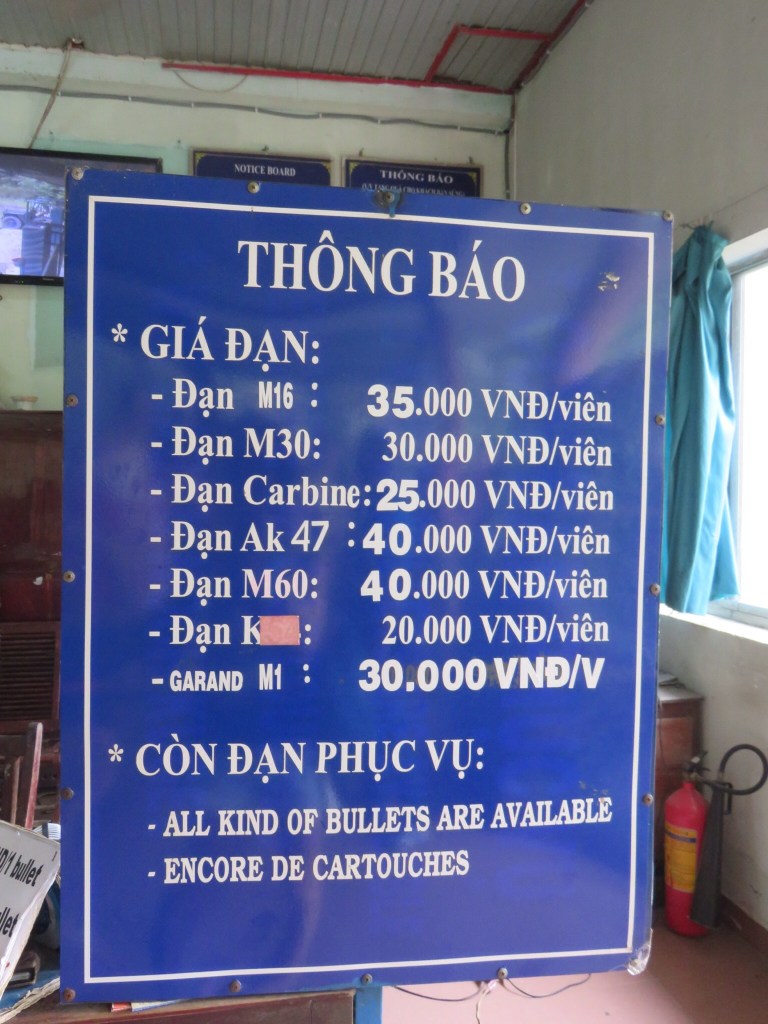 NOTICE BOARD
THÔNG BÁO
THÔNG BÁO
* GIÁ ĐẠN:
- Đạn M16 : 35.000 VNĐ/viên
- Đạn M30: 30.000 VNĐ/viên
- Đạn Carbine: 25.000 VNĐ/viên
- Đạn Ak 47 : 40.000 VNĐ/viên
- Đạn M60: 40.000 VNĐ/viên
- Đạn K : 20.000 VNĐ/viên
- GARAND M1 : 30.000 VNĐ/V
* CÒN ĐẠN PHỤC VỤ:
- ALL KIND OF BULLETS ARE AVAILABLE
- ENCORE DE CARTOUCHES
/1 bullet